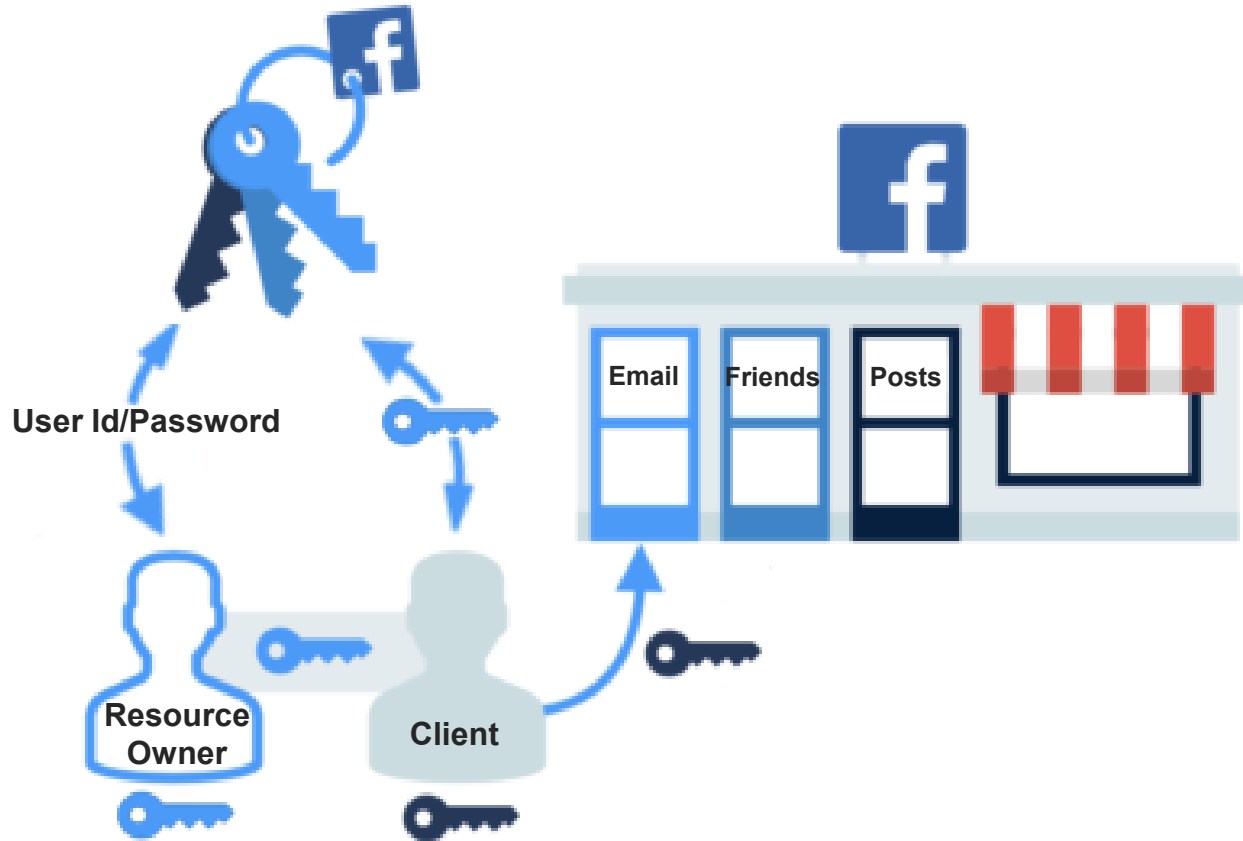 f
f
Email
Friends
Posts
User Id/Password
Resource
Owner
Client